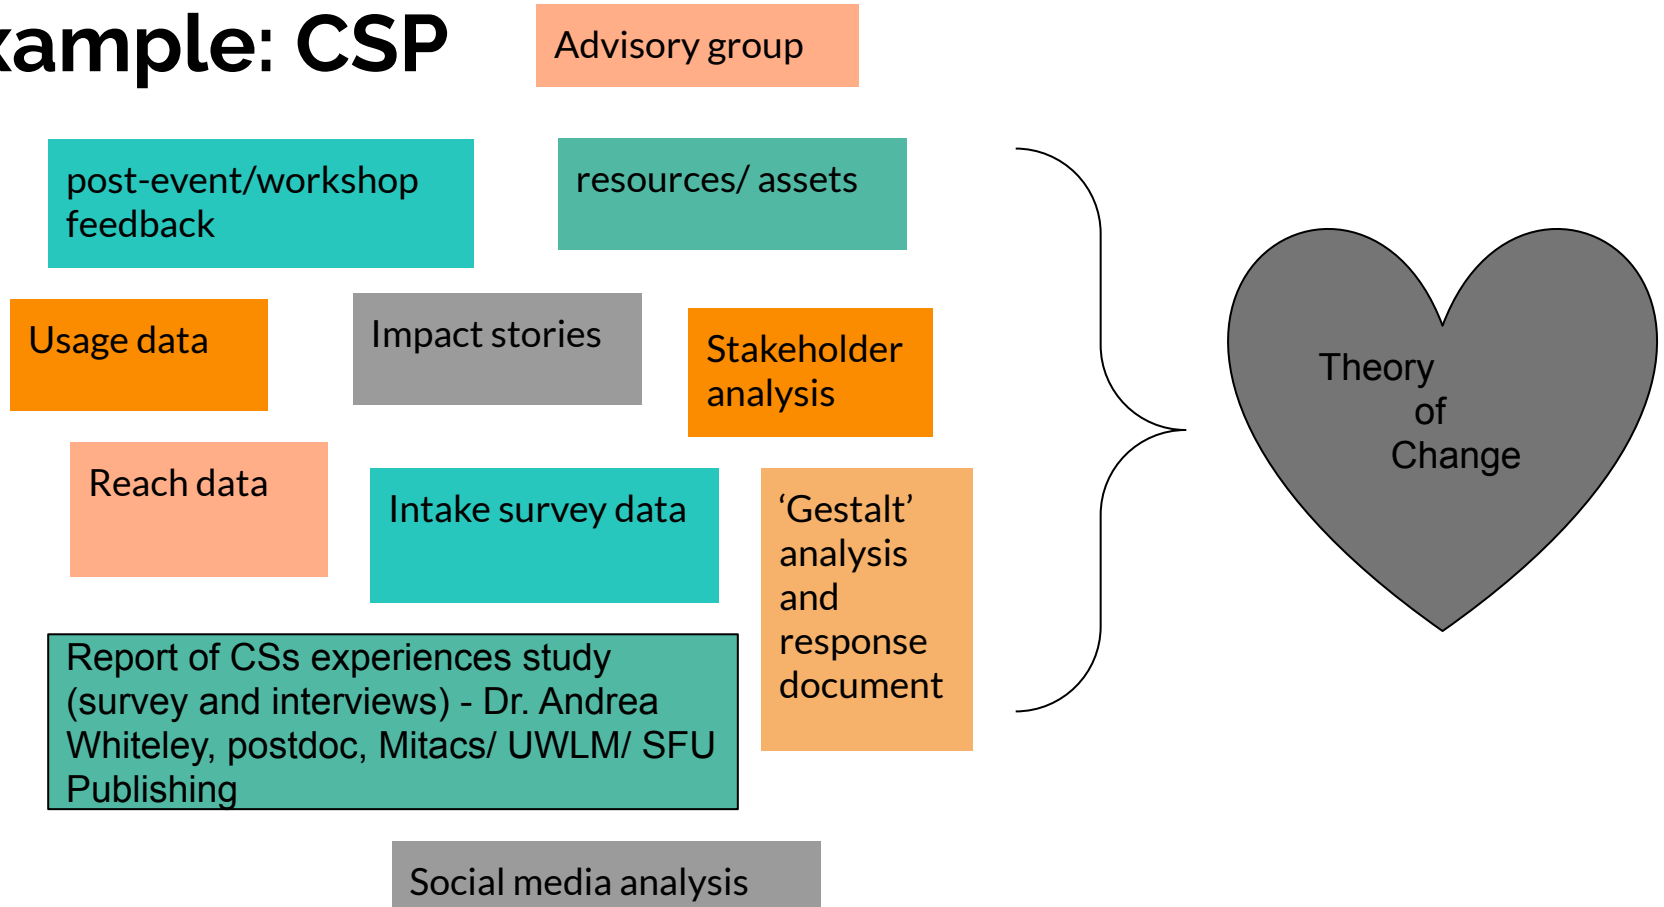 xample: CSP
Advisory group
post-event/workshop
feedback
resources/ assets
Usage data
Impact stories
Stakeholder
analysis
Reach data
Intake survey data
‘Gestalt’
analysis
and
response
document
Report of CSs experiences study
(survey and interviews) - Dr. Andrea
Whiteley, postdoc, Mitacs/ UWLM/ SFU
Publishing
Social media analysis
Theory
of
Change